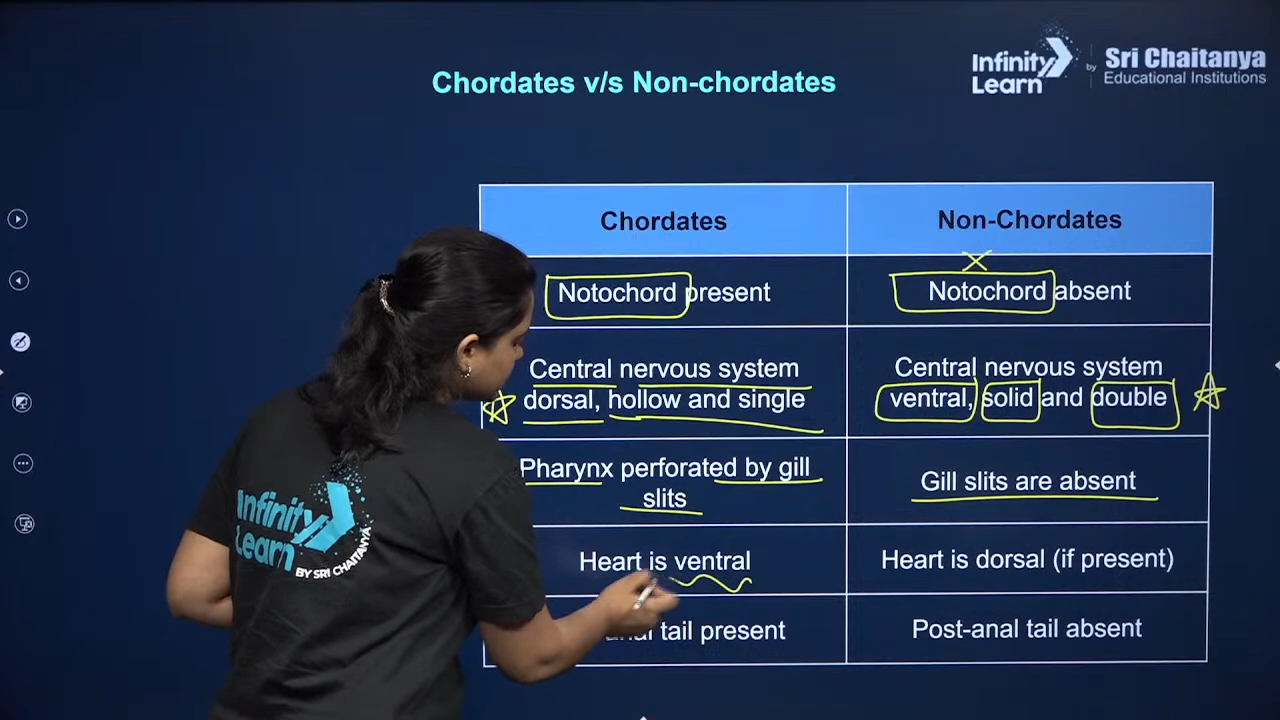 Chordates v/s Non-chordates
Infinity
Learn
by
Sri Chaitanya
Educational Institutions
Chordates
Non-Chordates
Notochord present
Notochord absent
Central nervous system
dorsal, hollow and single
Central nervous system
ventral, solid and double
Pharynx perforated by gill
slits
Gill slits are absent
Heart is ventral
Heart is dorsal (if present)
tail present
Post-anal tail absent
Infinity
Learn
BY SRI CHAITANYA